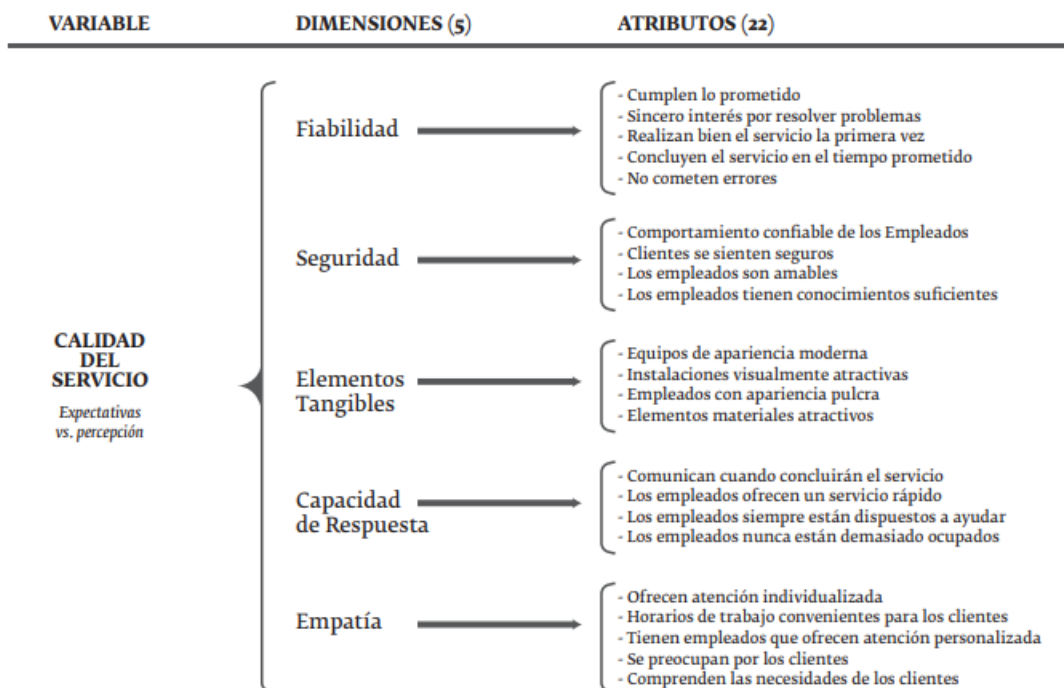 VARIABLE
DIMENSIONES (5)
ATRIBUTOS (22)
CALIDAD
DEL
SERVICIO
Expectativas
vs. percepción
Fiabilidad
- Cumplen lo prometido
- Sincero interés por resolver problemas
- Realizan bien el servicio la primera vez
- Concluyen el servicio en el tiempo prometido
- No cometen errores
Seguridad
- Comportamiento confiable de los Empleados
- Clientes se sienten seguros
- Los empleados son amables
- Los empleados tienen conocimientos suficientes
Elementos
Tangibles
- Equipos de apariencia moderna
- Instalaciones visualmente atractivas
- Empleados con apariencia pulcra
- Elementos materiales atractivos
Capacidad
de Respuesta
- Comunican cuando concluirán el servicio
- Los empleados ofrecen un servicio rápido
- Los empleados siempre están dispuestos a ayudar
- Los empleados nunca están demasiado ocupados
Empatía
- Ofrecen atención individualizada
- Horarios de trabajo convenientes para los clientes
- Tienen empleados que ofrecen atención personalizada
- Se preocupan por los clientes
- Comprenden las necesidades de los clientes